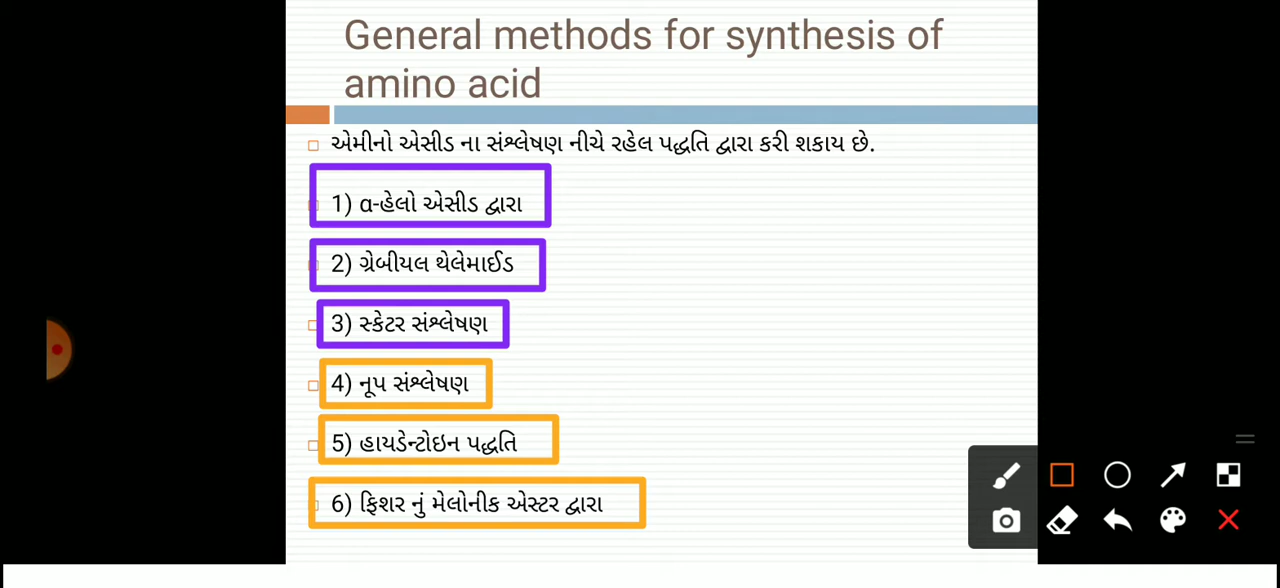 General methods for synthesis of
amino acid
એમીનો એસીડ ના સંશ્લેષણ નીચે રહેલ પદ્ધતિ દ્વારા કરી શકાય છે.
1) α-હેલો એસીડ દ્વારા
2) ગ્રેબીયલ થેલેમાઈડ
3) સ્કેટર સંશ્લેષણ
4) નૂપ સંશ્લેષણ
5) હાયડેન્ટોઇન પદ્ધતિ
6) ફિશર નું મેલોનીક એસ્ટર દ્વારા